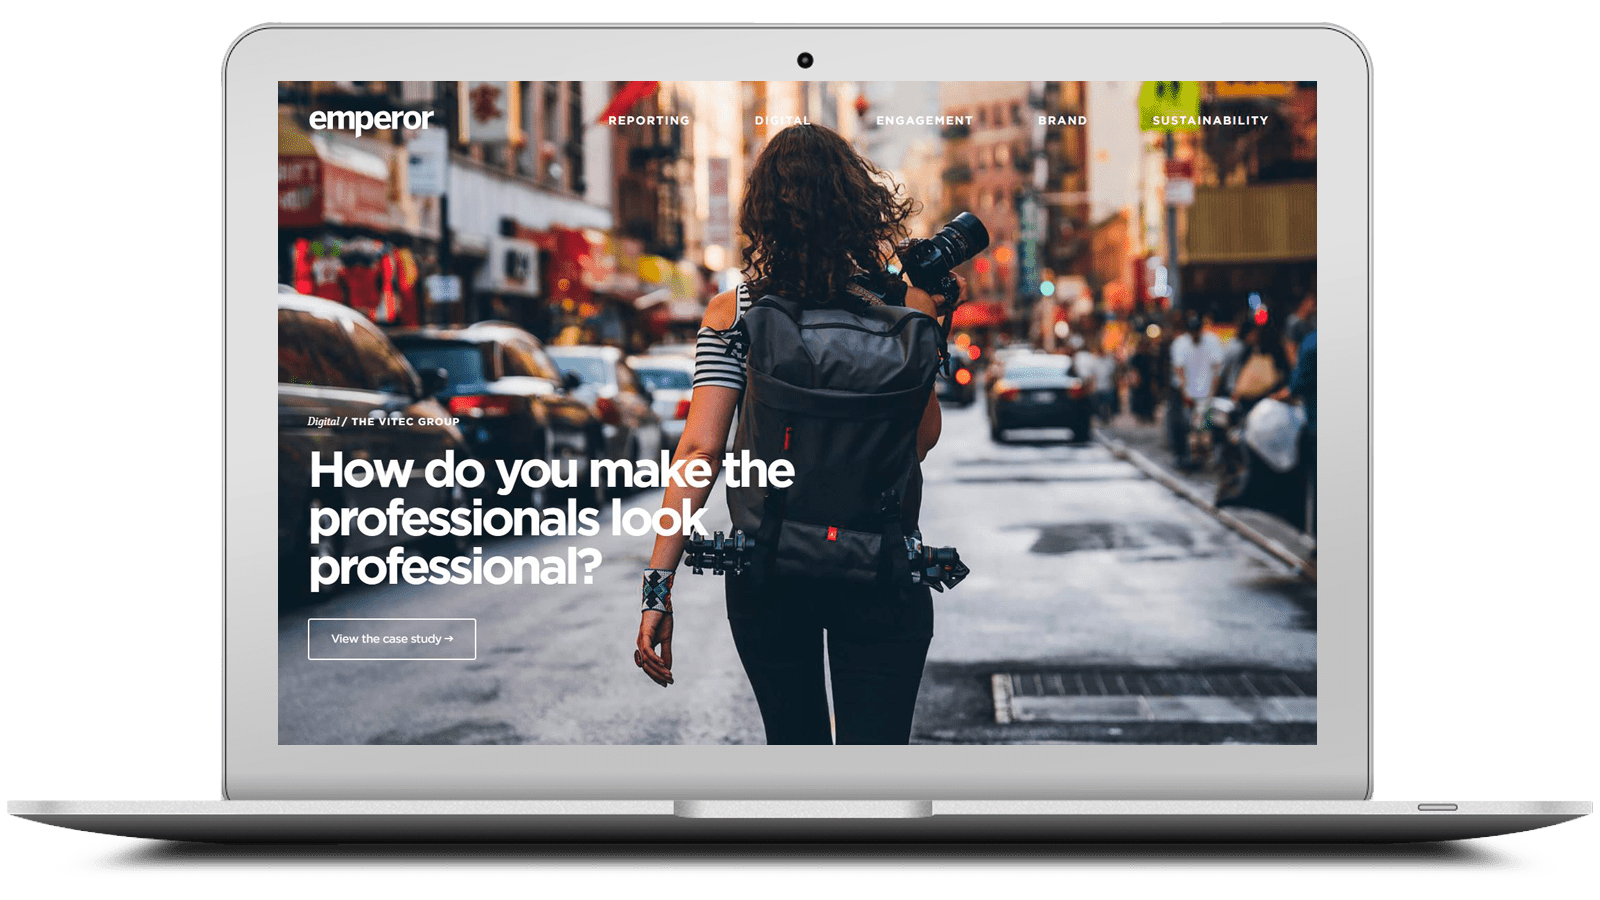 emperor
REPORTING DIGITAL ENGAGEMENT BRAND SUSTAINABILITY
Digital / THE VITEC GROUP
How do you make the
professionals look
professional?
View the case study →